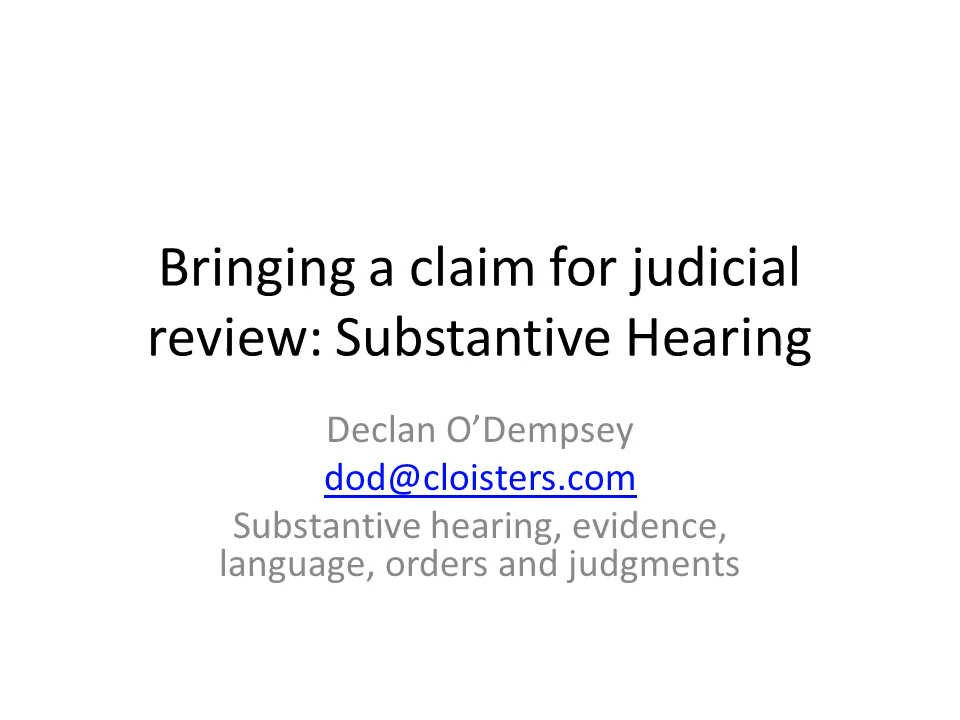 Bringing a claim for judicial
review: Substantive Hearing
Declan O’Dempsey
dod@cloisters.com
Substantive hearing, evidence,
language, orders and judgments